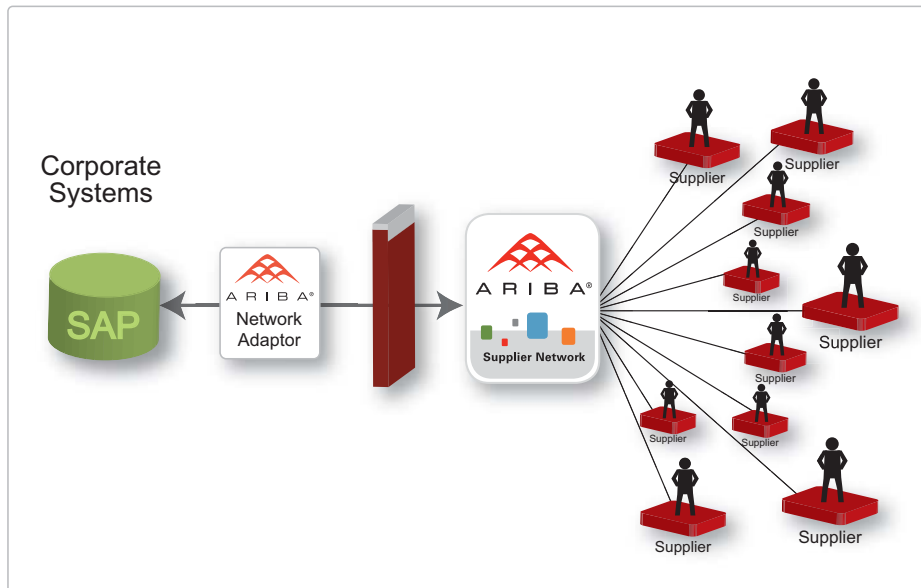 Corporate
Systems
SAP
ARIBA®
Network
Adaptor
ARIBA®
Supplier Network
Supplier
Supplier
Supplier
Supplier
Supplier
Supplier
Supplier
Supplier
Supplier
Supplier